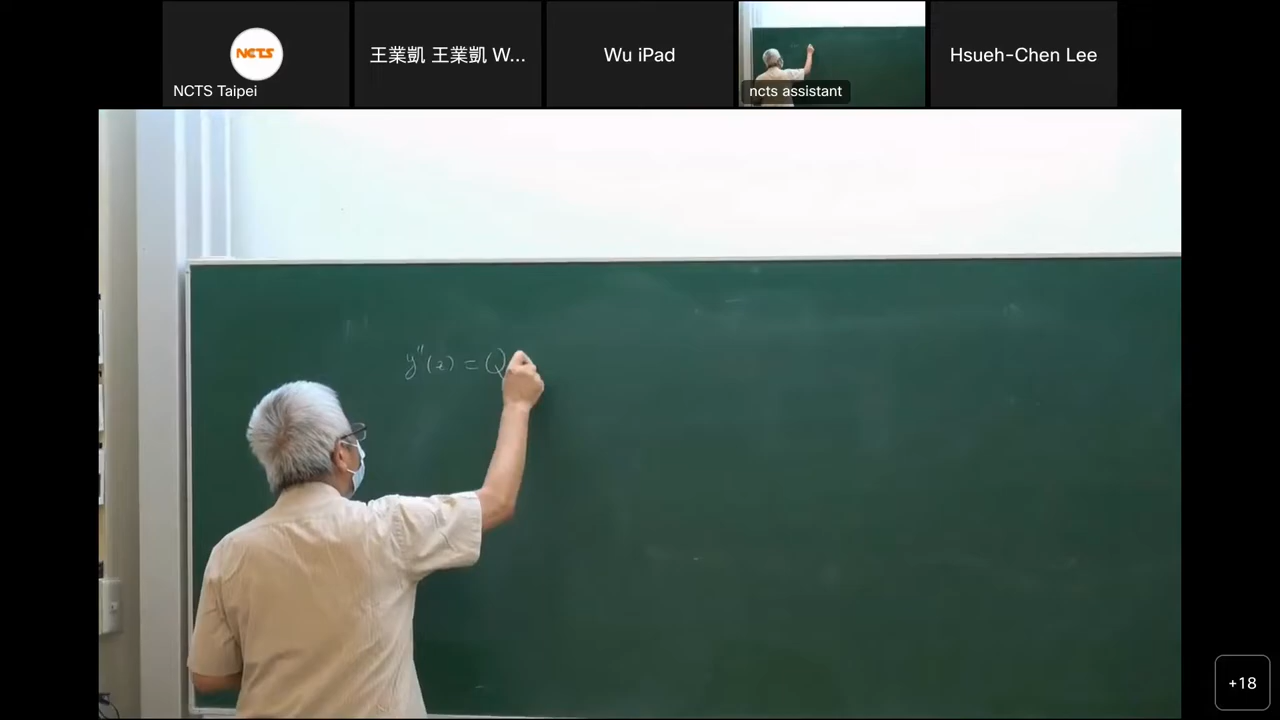 NCTS
NCTS Taipei
王業凱 王業凱 W...
Wu iPad
ncts assistant
Hsueh-Chen Lee
y''(z) = Q
+18